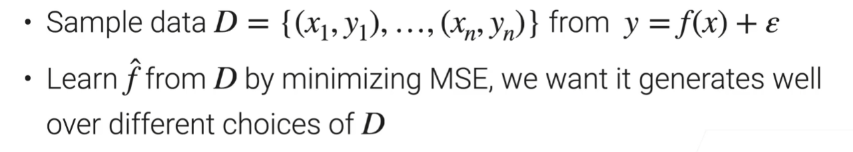 • Sample data D = {(x₁, y₁), …, (xₙ, yₙ)} from y = f(x) + ε
• Learn f̂ from D by minimizing MSE, we want it generates well
over different choices of D